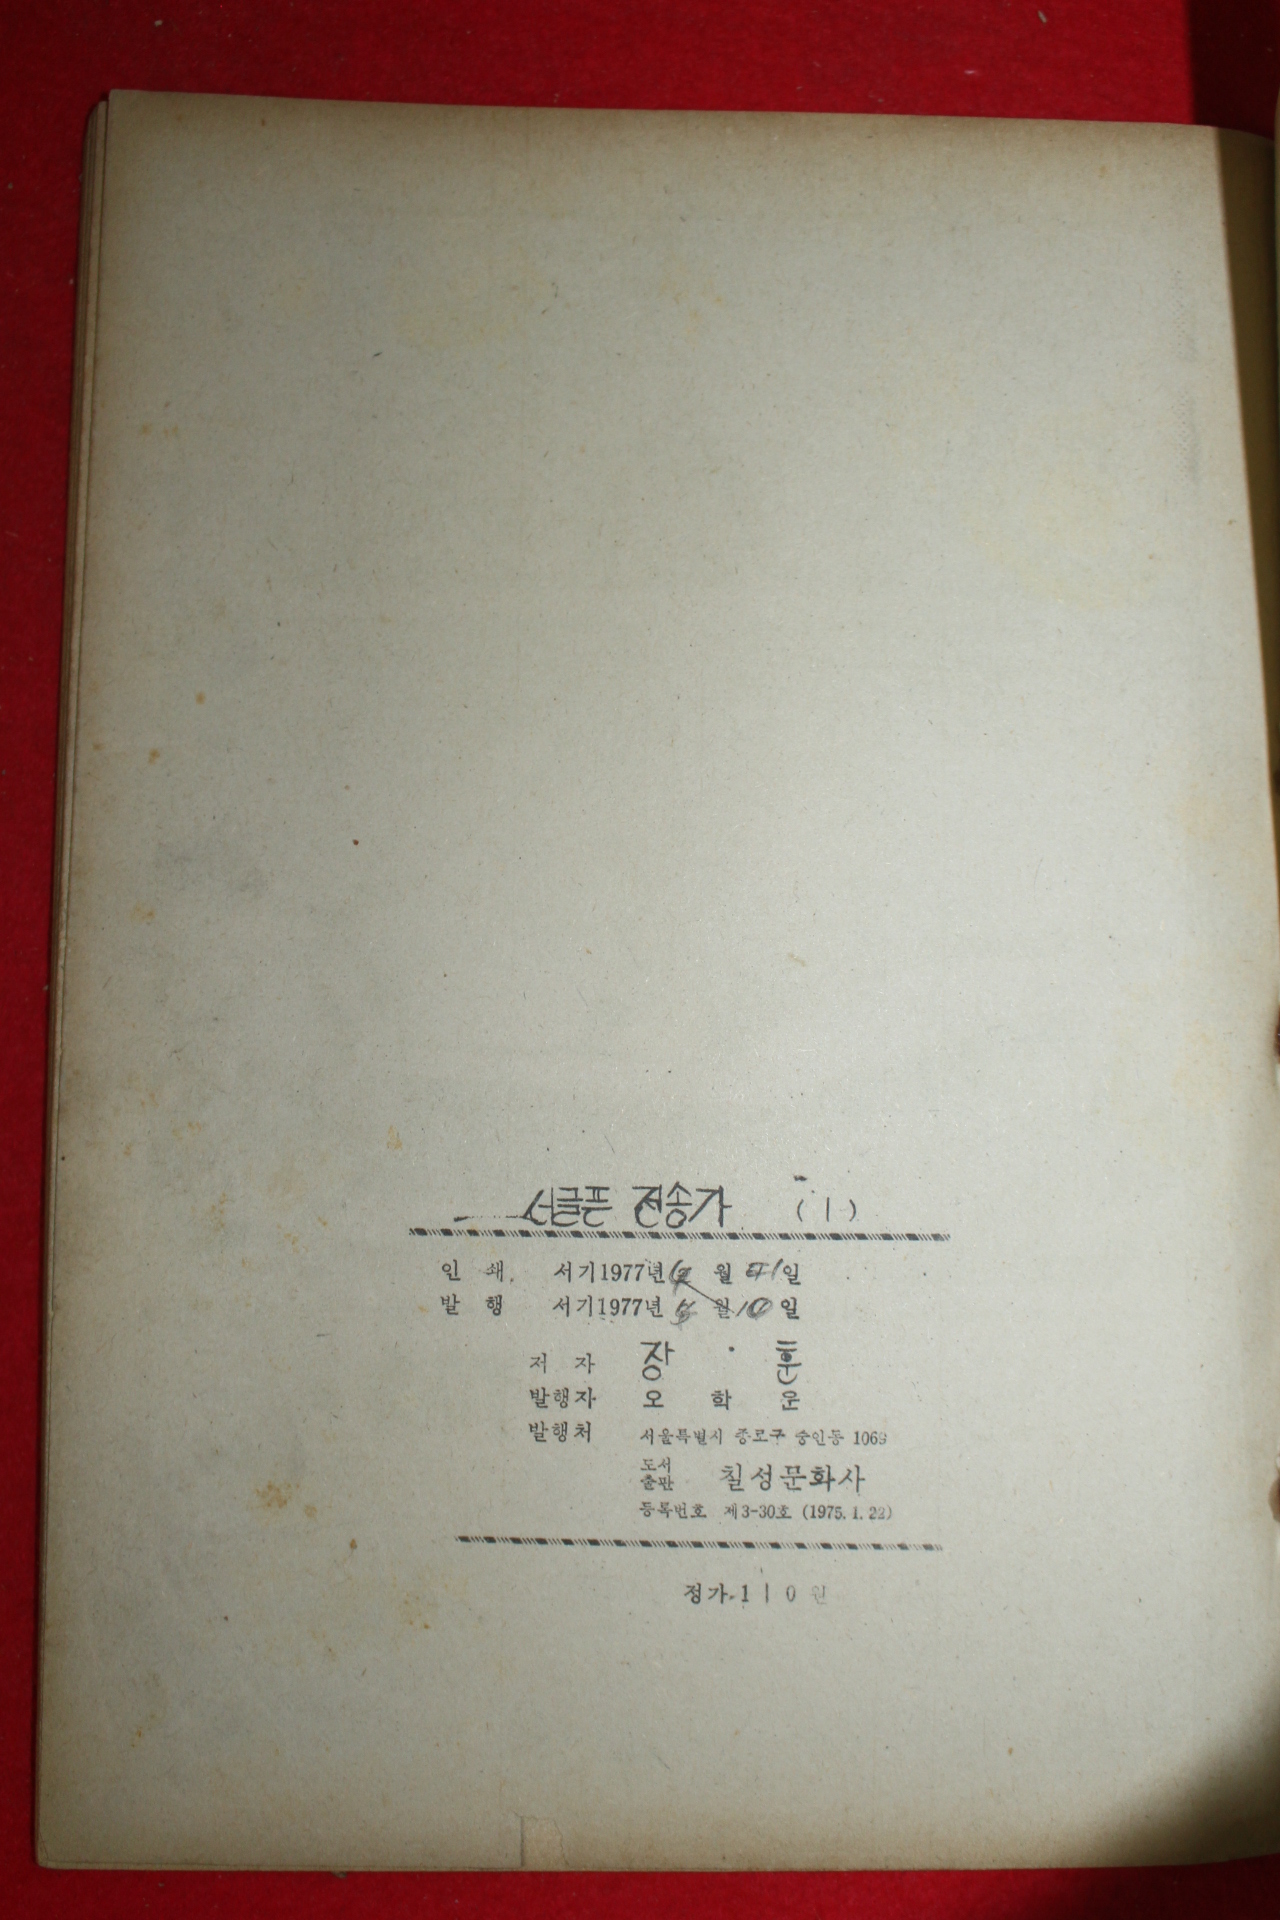 서글픈 전송가 (1)
인 쇄 서기1977년 월 일
발 행 서기1977년 월 10일
저 자 장 · 훈
발행자 오 학 운
발행처 서울특별시 종로구 숭인동 1069
도서
출판 칠성문화사
등록번호 제3-30호 (1975.1.22)
정가 110 원